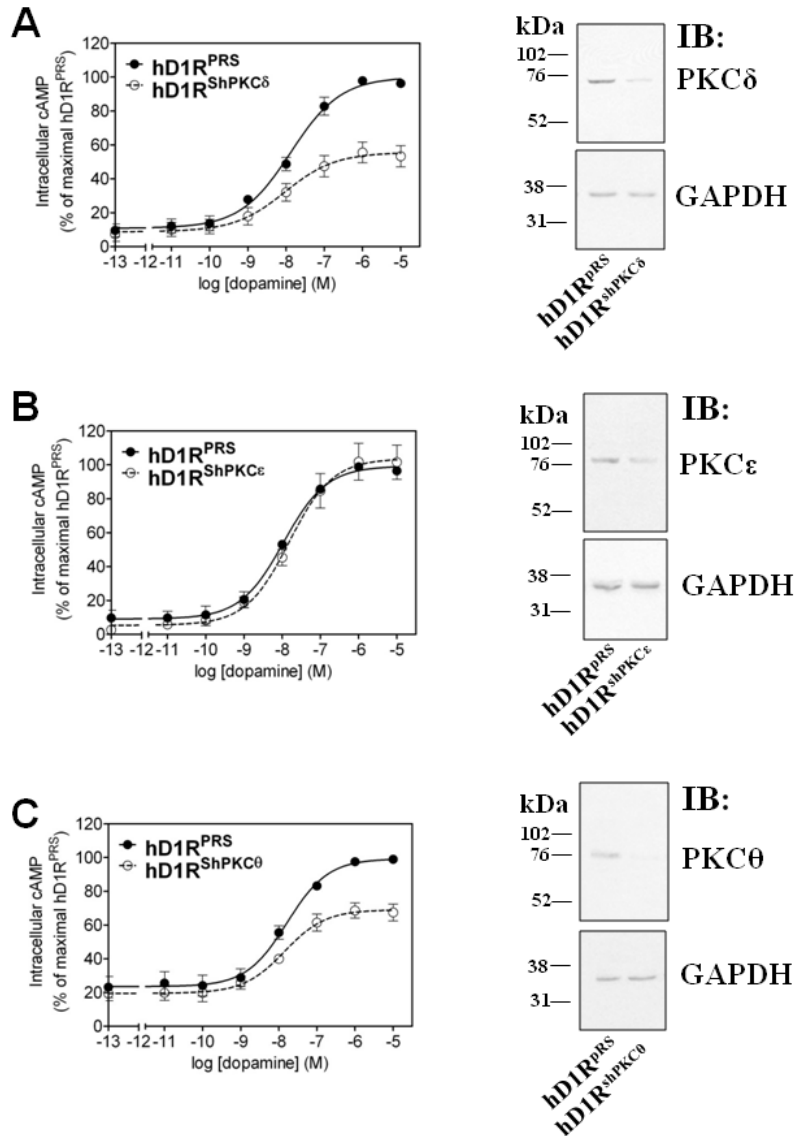 A
Intracellular cAMP
(% of maximal hD1R^PRS)
120
100
80
60
40
20
0
hD1R^PRS
hD1R^ShPKCδ
-13 -12 -11 -10 -9 -8 -7 -6 -5
log [dopamine] (M)
kDa
102
76
52
38
31
IB:
PKCδ
GAPDH
hD1R^pRS
hD1R^shPKCδ
B
Intracellular cAMP
(% of maximal hD1R^PRS)
120
100
80
60
40
20
0
hD1R^PRS
hD1R^ShPKCε
-13 -12 -11 -10 -9 -8 -7 -6 -5
log [dopamine] (M)
kDa
102
76
52
38
31
IB:
PKCε
GAPDH
hD1R^pRS
hD1R^shPKCε
C
Intracellular cAMP
(% of maximal hD1R^PRS)
120
100
80
60
40
20
0
hD1R^PRS
hD1R^ShPKCθ
-13 -12 -11 -10 -9 -8 -7 -6 -5
log [dopamine] (M)
kDa
102
76
52
38
31
IB:
PKCθ
GAPDH
hD1R^pRS
hD1R^shPKCθ